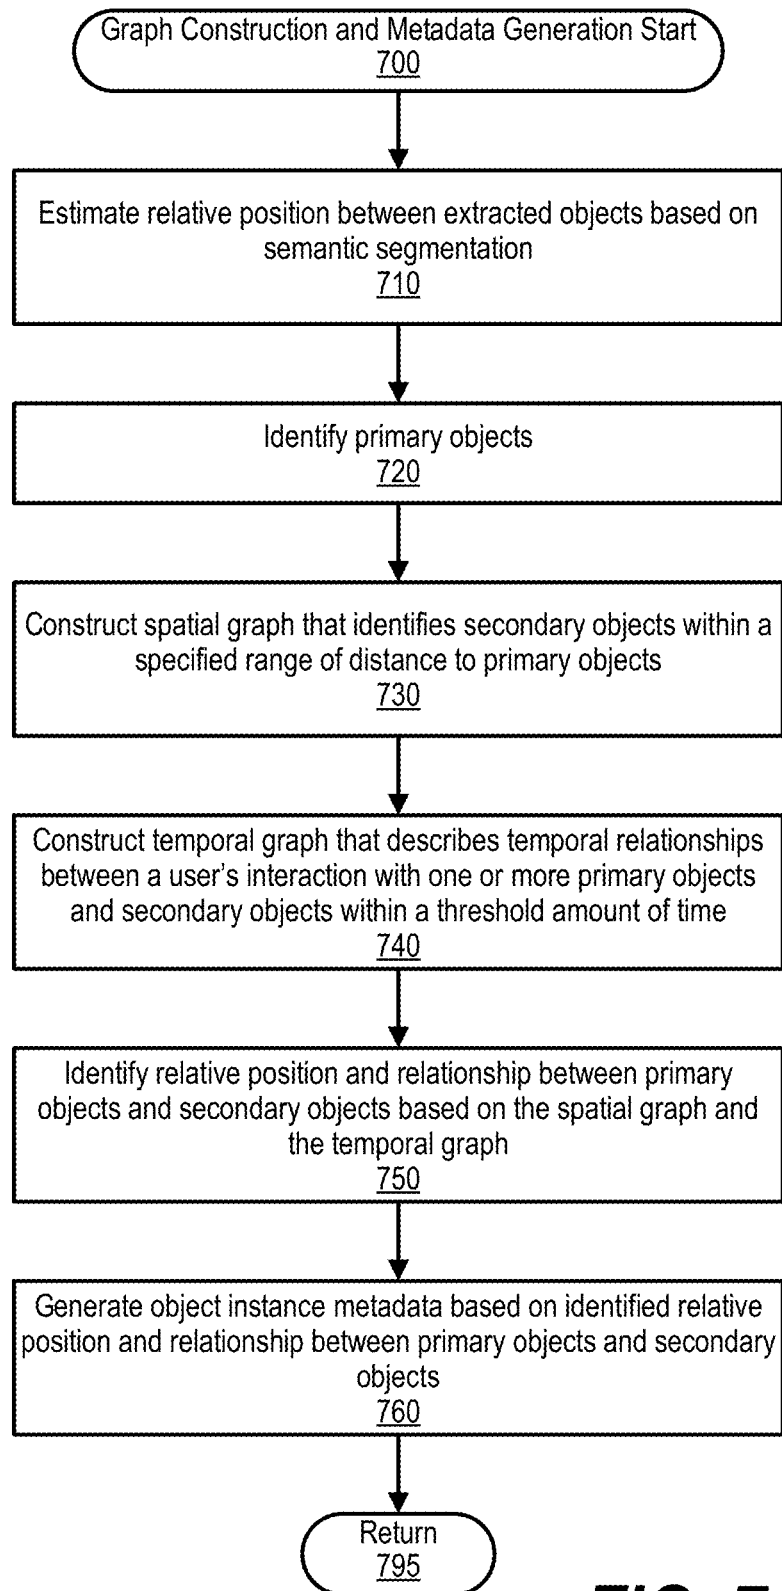 Graph Construction and Metadata Generation Start
700
Estimate relative position between extracted objects based on
semantic segmentation
710
Identify primary objects
720
Construct spatial graph that identifies secondary objects within a
specified range of distance to primary objects
730
Construct temporal graph that describes temporal relationships
between a user's interaction with one or more primary objects
and secondary objects within a threshold amount of time
740
Identify relative position and relationship between primary
objects and secondary objects based on the spatial graph and
the temporal graph
750
Generate object instance metadata based on identified relative
position and relationship between primary objects and secondary
objects
760
Return
795